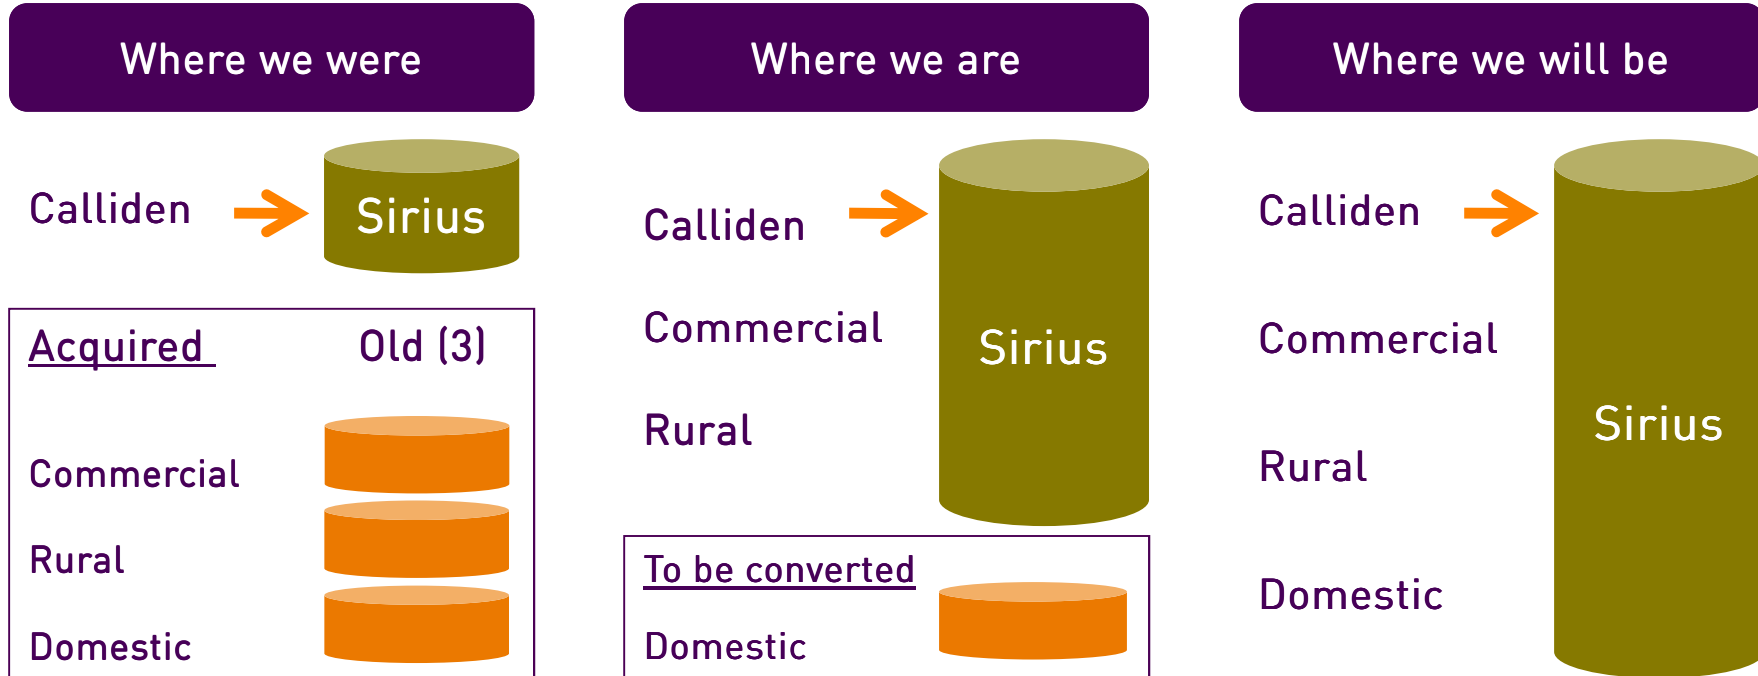 Where we were
Calliden
Sirius
Acquired
Old (3)
Commercial
Rural
Domestic
Where we are
Calliden
Commercial
Sirius
Rural
To be converted
Domestic
Where we will be
Calliden
Commercial
Sirius
Rural
Domestic